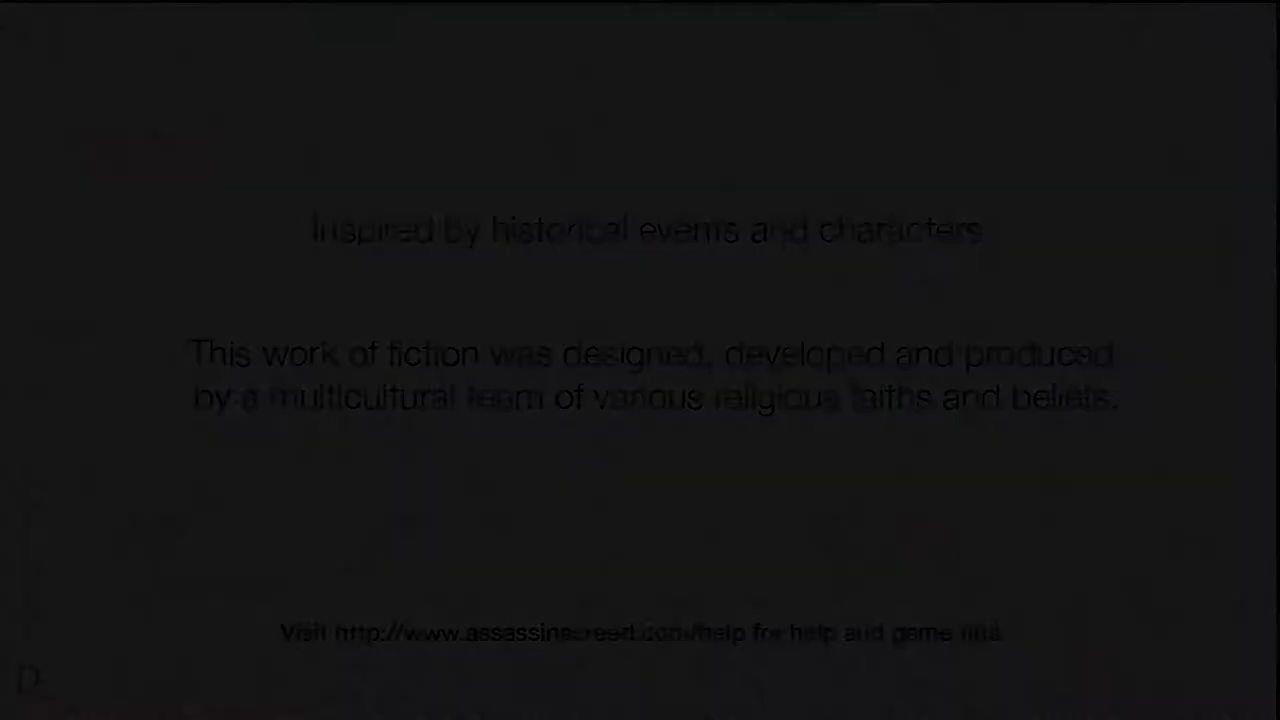 Inspired by historical events and characters
This work of fiction was designed, developed and produced
by a multicultural team of various religious faiths and beliefs.
Visit http://www.assassinscreed.com/help for help and game
D